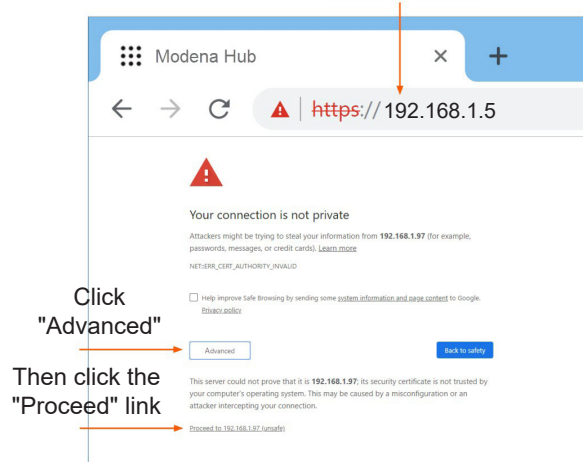 Modena Hub
https://192.168.1.5
Your connection is not private
Attackers might be trying to steal your information from 192.168.1.97 (for example,
passwords, messages, or credit cards). Learn more
NET::ERR_CERT_AUTHORITY_INVALID
Help improve Safe Browsing by sending some system information and page content to Google.
Privacy policy
Click
"Advanced"
Advanced
Back to safety
Then click the
"Proceed" link
This server could not prove that it is 192.168.1.97; its security certificate is not trusted by
your computer's operating system. This may be caused by a misconfiguration or an
attacker intercepting your connection.
Proceed to 192.168.1.97 (unsafe)